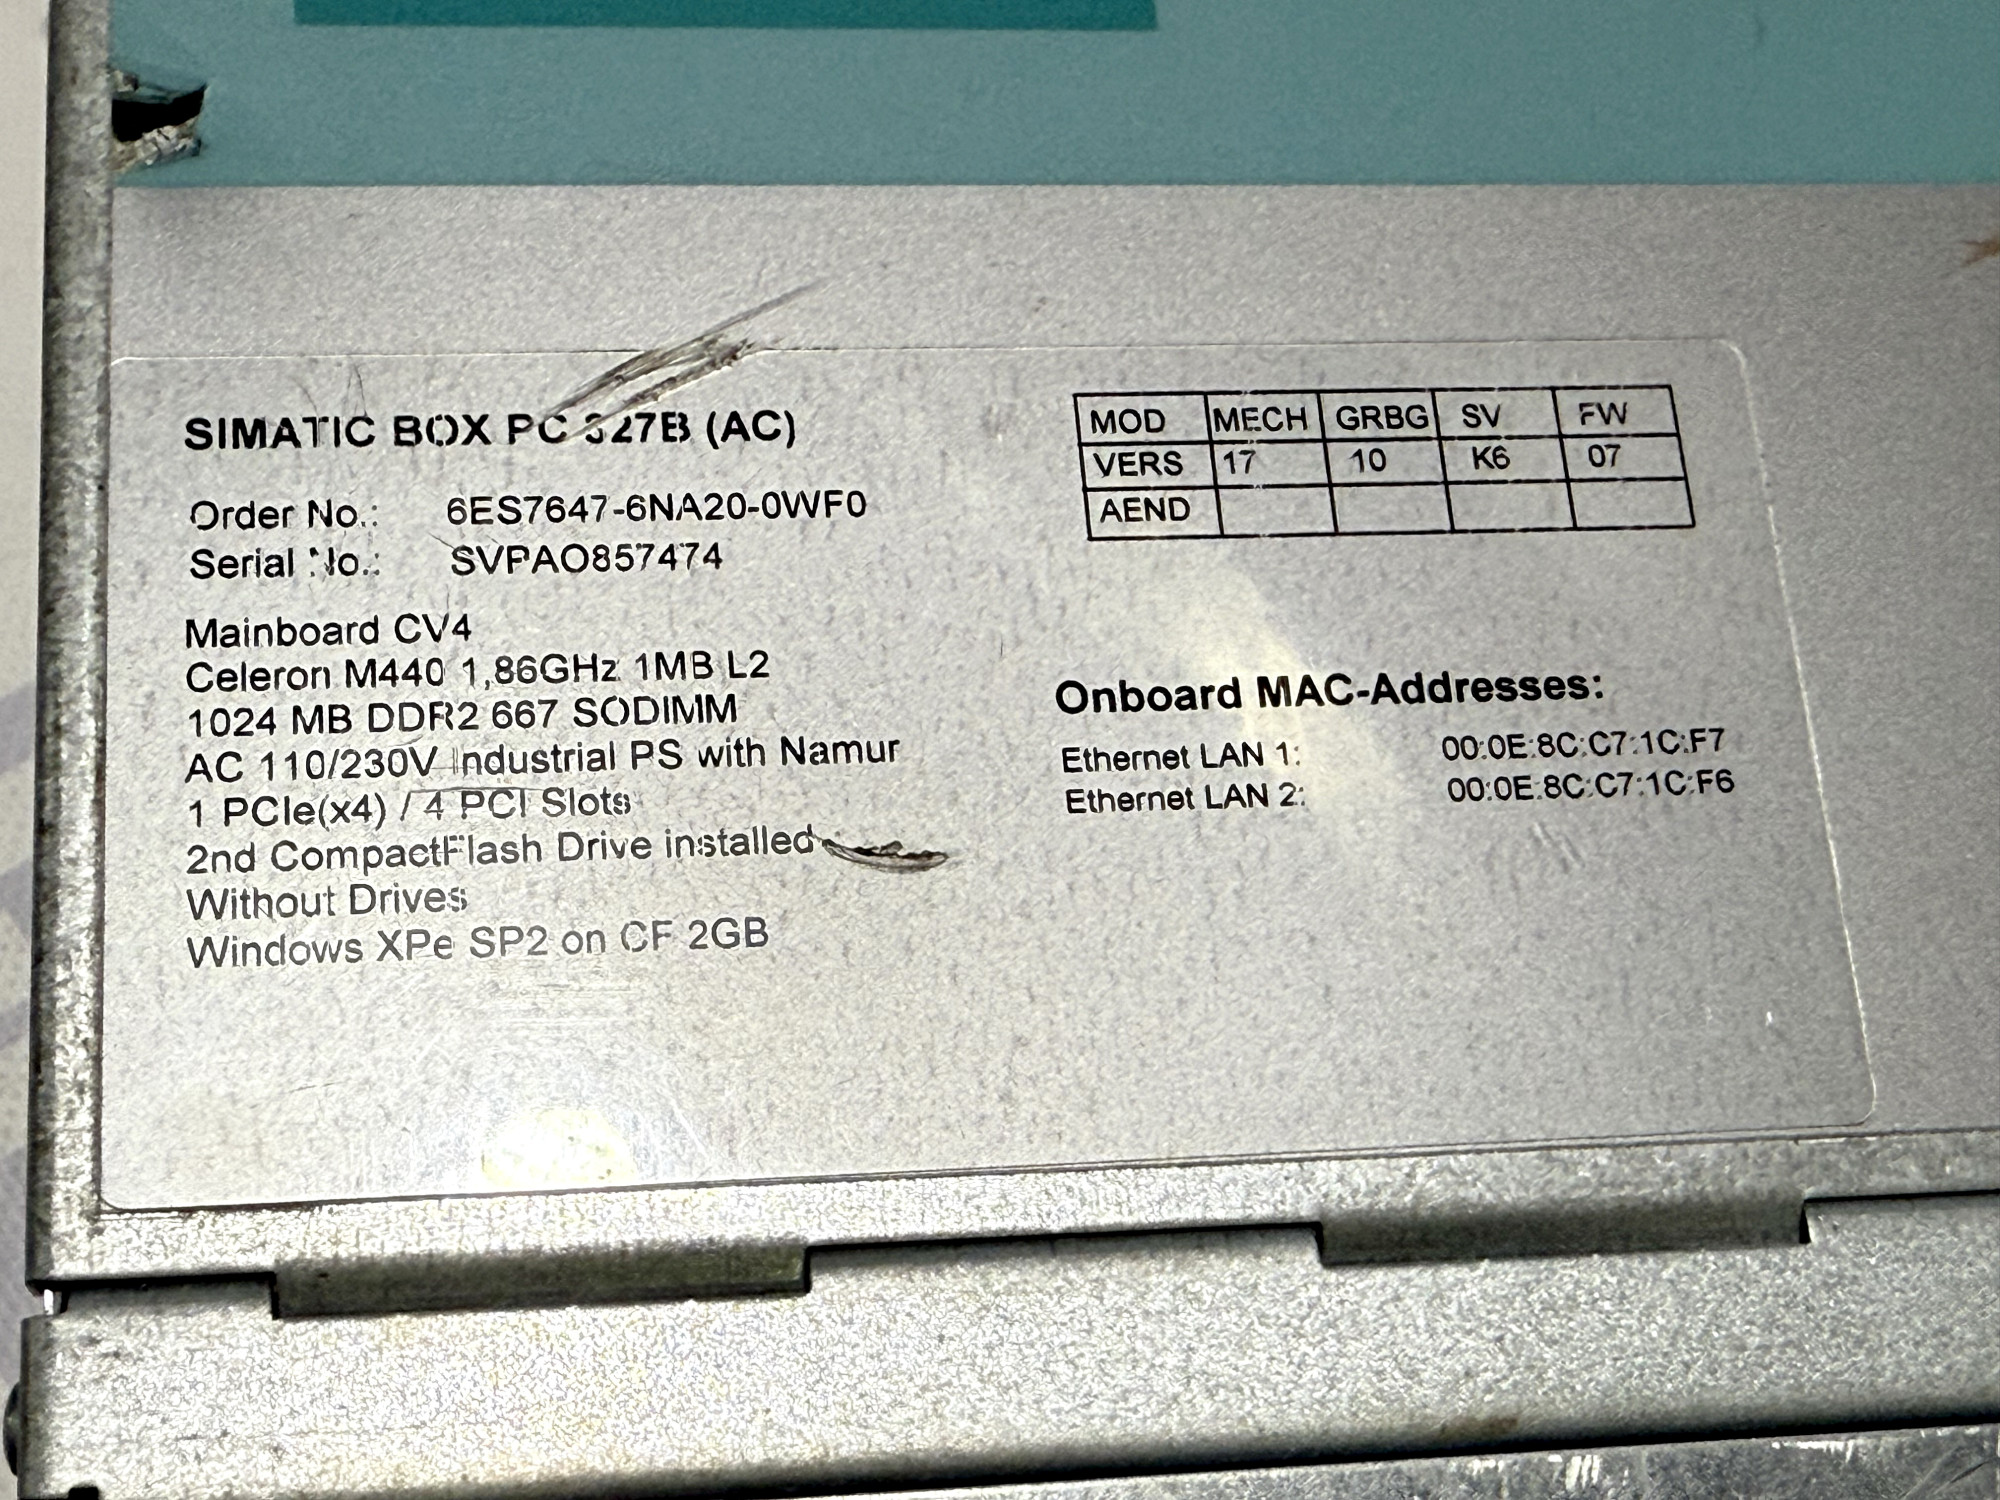 SIMATIC BOX PC 827B (AC)
Order No.: 6ES7647-6NA20-0WF0
Serial No.: SVPAO857474
Mainboard CV4
Celeron M440 1,86GHz 1MB L2
1024 MB DDR2 667 SODIMM
AC 110/230V Industrial PS with Namur
1 PCIe(x4) / 4 PCI Slots
2nd CompactFlash Drive installed
Without Drives
Windows XPe SP2 on CF 2GB
MOD MECH GRBG SV FW
VERS 17 10 K6 07
AEND
Onboard MAC-Addresses:
Ethernet LAN 1: 00:0E:8C:C7:1C:F7
Ethernet LAN 2: 00:0E:8C:C7:1C:F6